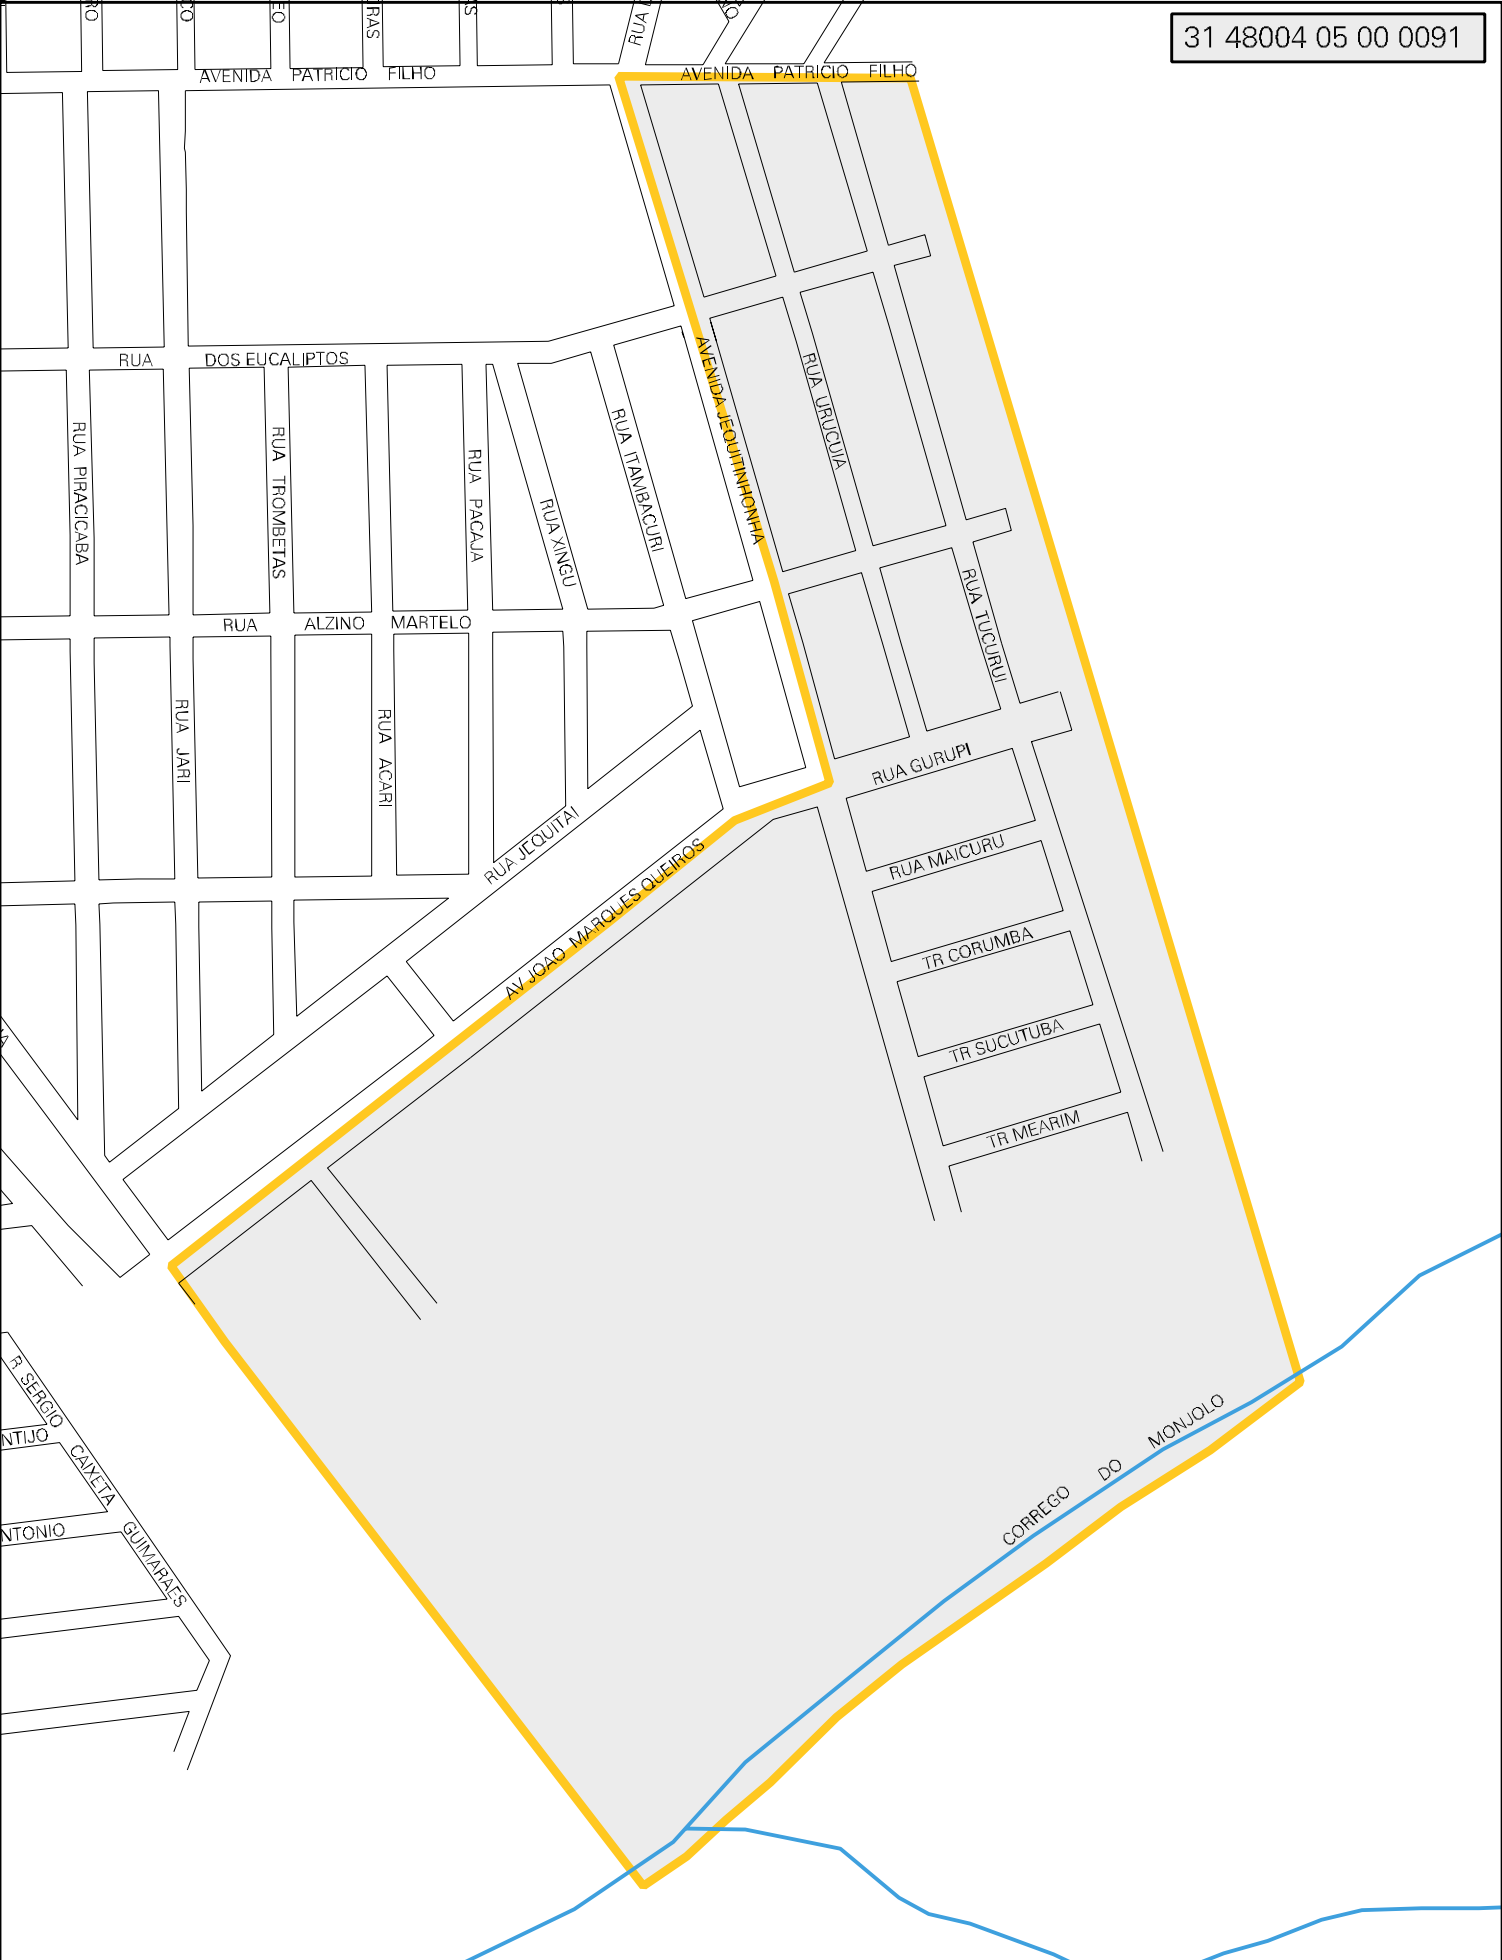 31 48004 05 00 0091
AVENIDA PATRICIO FILHO
AVENIDA PATRICIO FILHO
RUA DOS EUCALIPTOS
AVENIDA JEQUITINHONHA
RUA URUCUIA
RUA ITAMBACURI
RUA PIRACICABA
RUA TROMBETAS
RUA PACAJA
RUA XINGU
RUA TUCURUI
RUA ALZINO MARTELO
RUA JARI
RUA ACARI
RUA GURUPI
RUA JEQUITAI
RUA MAICURU
AV JOAO MARQUES QUEIROS
TR CORUMBA
TR SUCUTUBA
TR MEARIM
R SERGIO CAIXETA GUIMARAES
NTIJO
NTONIO
CORREGO DO MONJOLO